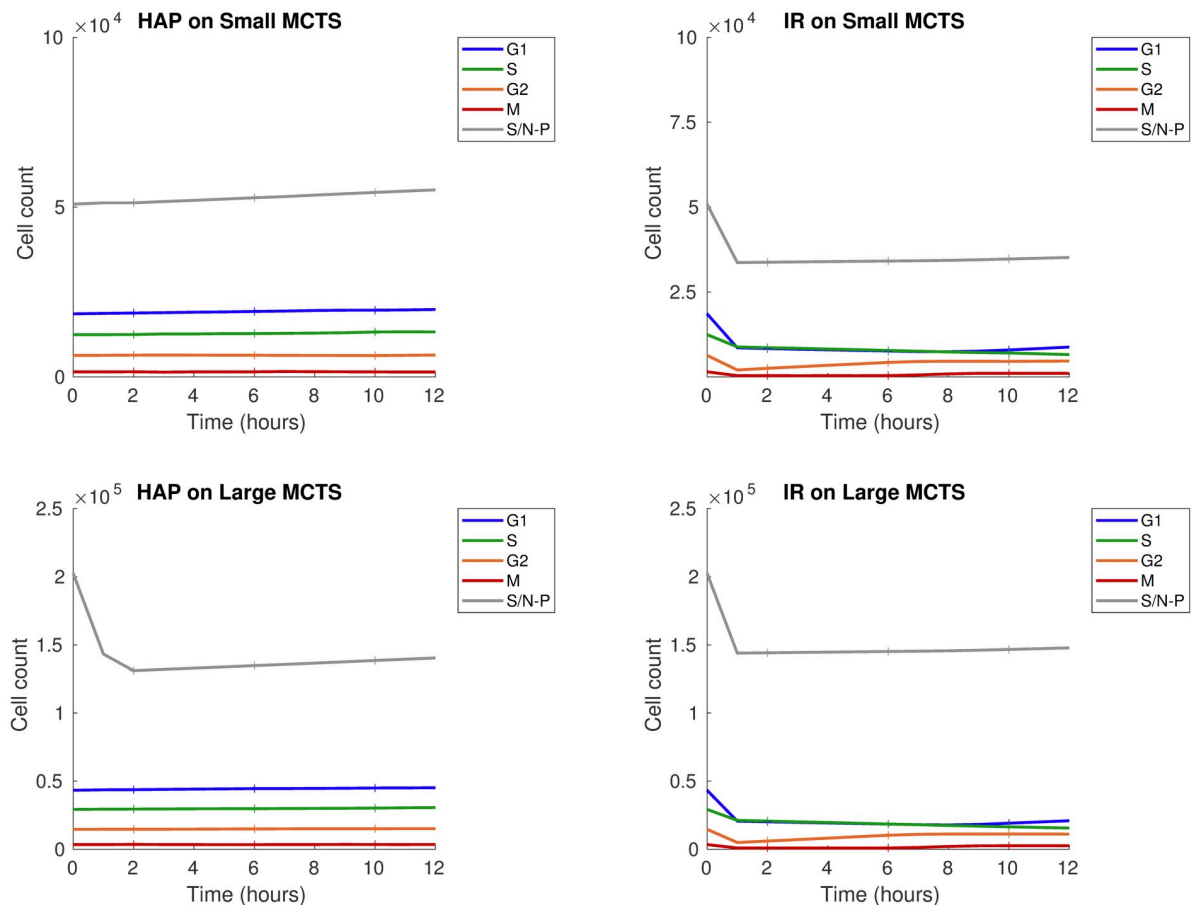 ×10^4
HAP on Small MCTS
10
5
0
Cell count
0 2 4 6 8 10 12
Time (hours)
G1
S
G2
M
S/N-P
×10^4
IR on Small MCTS
10
7.5
5
2.5
Cell count
0 2 4 6 8 10 12
Time (hours)
G1
S
G2
M
S/N-P
×10^5
HAP on Large MCTS
2.5
2
1.5
1
0.5
0
Cell count
0 2 4 6 8 10 12
Time (hours)
G1
S
G2
M
S/N-P
×10^5
IR on Large MCTS
2.5
2
1.5
1
0.5
0
Cell count
0 2 4 6 8 10 12
Time (hours)
G1
S
G2
M
S/N-P